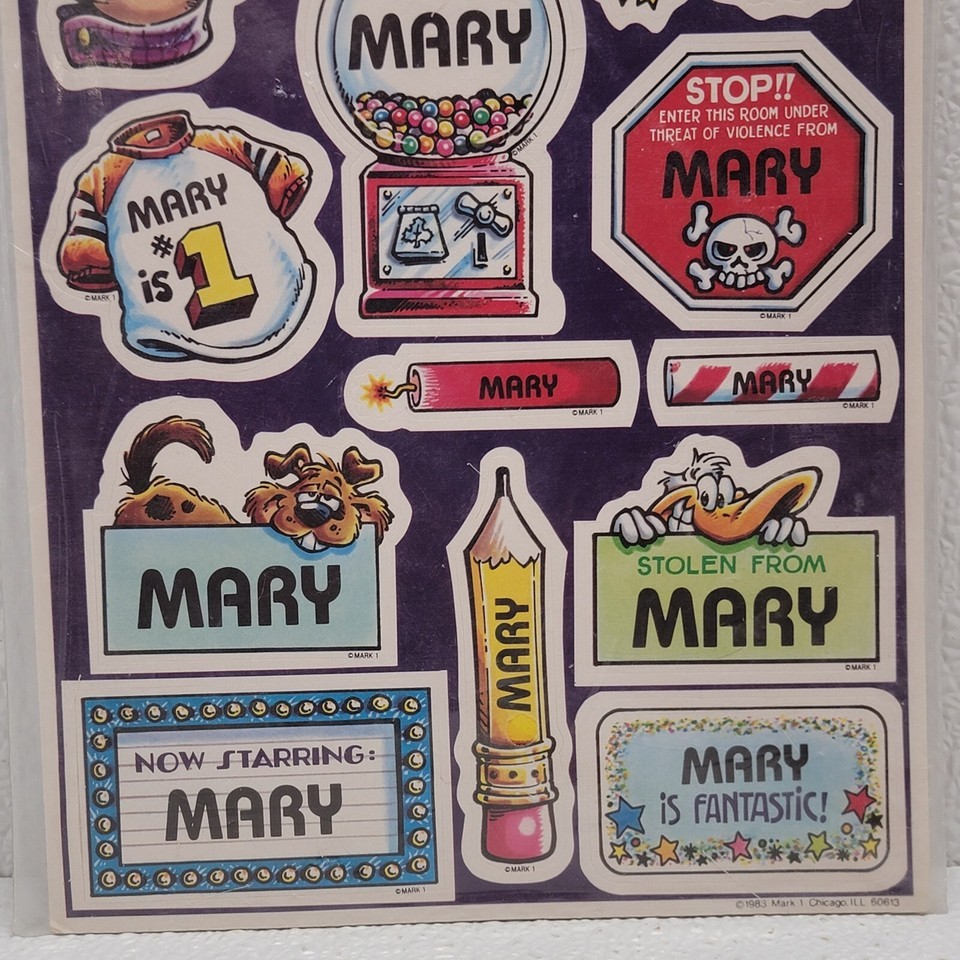 MARY
© MARK 1
STOP!!
ENTER THIS ROOM UNDER
THREAT OF VIOLENCE FROM
MARY
© MARK 1
MARY
#
is 1
© MARK 1
MARY
© MARK 1
MARY
© MARK 1
MARY
© MARK 1
MARY
© MARK 1
STOLEN FROM
MARY
© MARK 1
NOW STARRING:
MARY
© MARK 1
MARY
iS FANTASTiC!
© 1983 Mark 1 Chicago, ILL 60613